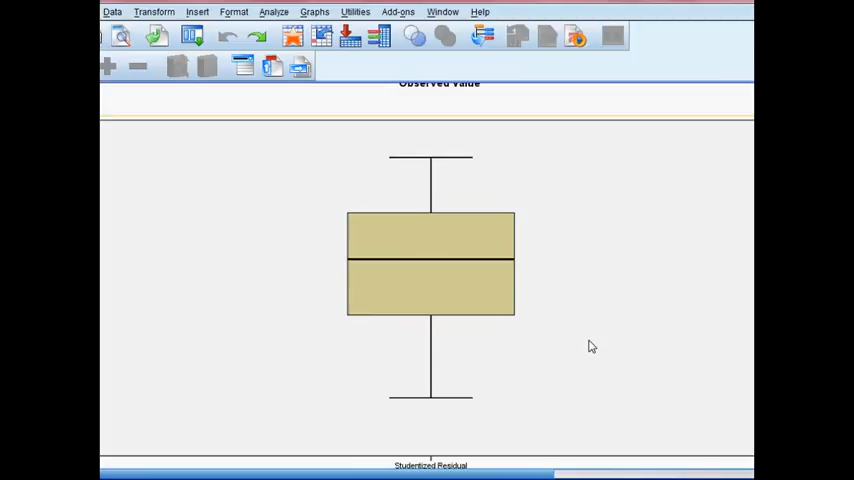 Data Transform Insert Format Analyze Graphs Utilities Add-ons Window Help
Observed Value
Studentized Residual